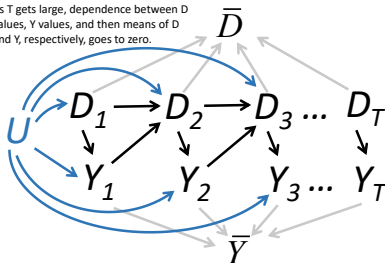 s T gets large, dependence between D
alues, Y values, and then means of D
nd Y, respectively, goes to zero.
D̅
D1 D2 D3 ... DT
U
Y1 Y2 Y3 ... YT
Y̅